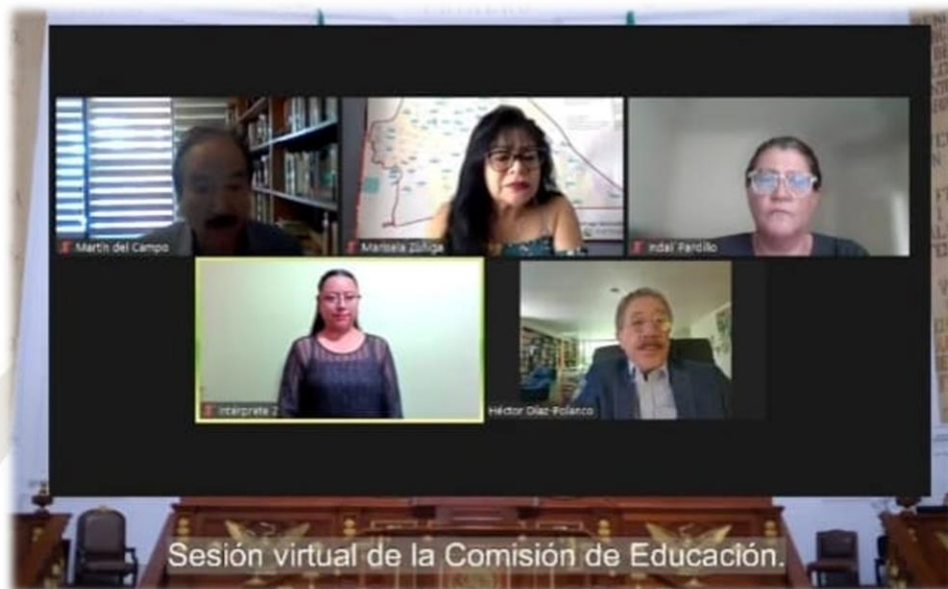 Martín del Campo
Marisela Zúñiga
Indalí Pardillo
Intérprete 2
Héctor Díaz-Polanco
Sesión virtual de la Comisión de Educación.